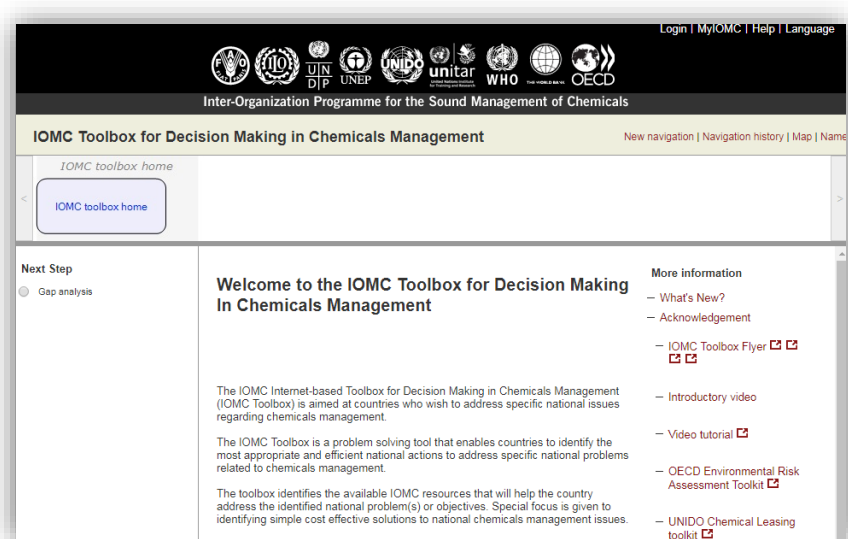 Login | MyIOMC | Help | Language
UN
DP
UNEP
UNIDO
unitar
WHO
THE WORLD BANK
OECD
Inter-Organization Programme for the Sound Management of Chemicals
IOMC Toolbox for Decision Making in Chemicals Management
New navigation | Navigation history | Map | Name
IOMC toolbox home
< IOMC toolbox home >
Next Step
Gap analysis
Welcome to the IOMC Toolbox for Decision Making
In Chemicals Management
The IOMC Internet-based Toolbox for Decision Making in Chemicals Management
(IOMC Toolbox) is aimed at countries who wish to address specific national issues
regarding chemicals management.
The IOMC Toolbox is a problem solving tool that enables countries to identify the
most appropriate and efficient national actions to address specific national problems
related to chemicals management.
The toolbox identifies the available IOMC resources that will help the country
address the identified national problem(s) or objectives. Special focus is given to
identifying simple cost effective solutions to national chemicals management issues.
More information
– What's New?
– Acknowledgement
– IOMC Toolbox Flyer
– Introductory video
– Video tutorial
– OECD Environmental Risk
Assessment Toolkit
– UNIDO Chemical Leasing
toolkit